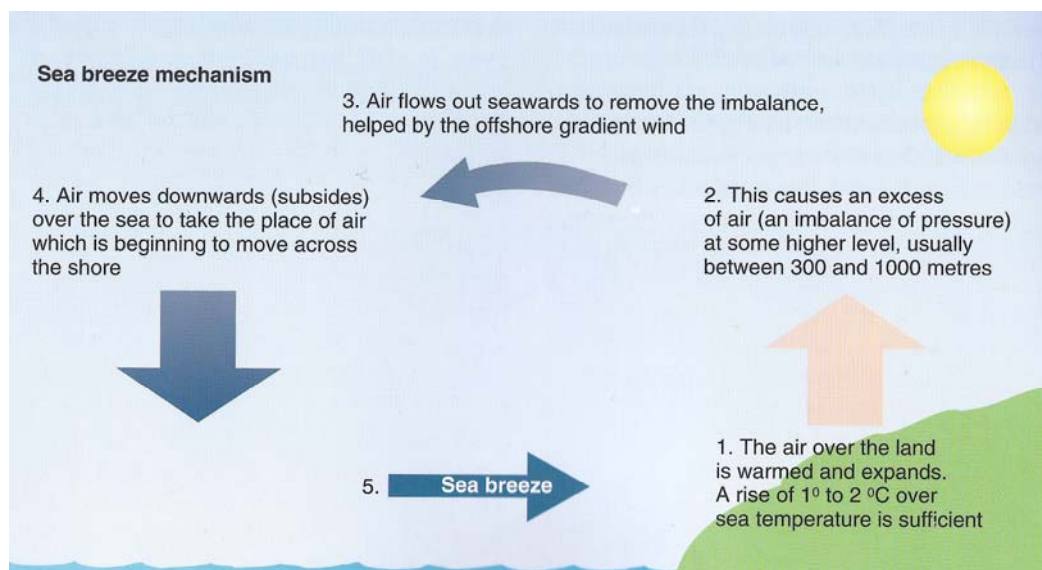 Sea breeze mechanism
3. Air flows out seawards to remove the imbalance,
helped by the offshore gradient wind
4. Air moves downwards (subsides)
over the sea to take the place of air
which is beginning to move across
the shore
2. This causes an excess
of air (an imbalance of pressure)
at some higher level, usually
between 300 and 1000 metres
1. The air over the land
is warmed and expands.
A rise of 1⁰ to 2 ⁰C over
sea temperature is sufficient
5. Sea breeze